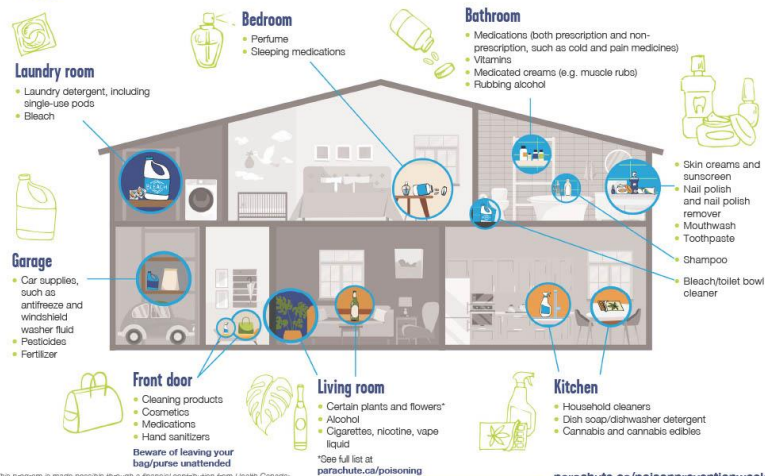 Bedroom
• Perfume
• Sleeping medications
Bathroom
• Medications (both prescription and non-
prescription, such as cold and pain medicines)
• Vitamins
• Medicated creams (e.g. muscle rubs)
• Rubbing alcohol
Laundry room
• Laundry detergent, including
single-use pods
• Bleach
BLEACH
• Skin creams and
sunscreen
• Nail polish
and nail polish
remover
• Mouthwash
• Toothpaste
• Shampoo
• Bleach/toilet bowl
cleaner
Garage
• Car supplies,
such as
antifreeze and
windshield
washer fluid
• Pesticides
• Fertilizer
Front door
• Cleaning products
• Cosmetics
• Medications
• Hand sanitizers
Beware of leaving your
bag/purse unattended
Living room
• Certain plants and flowers*
• Alcohol
• Cigarettes, nicotine, vape
liquid
*See full list at
parachute.ca/poisoning
Kitchen
• Household cleaners
• Dish soap/dishwasher detergent
• Cannabis and cannabis edibles